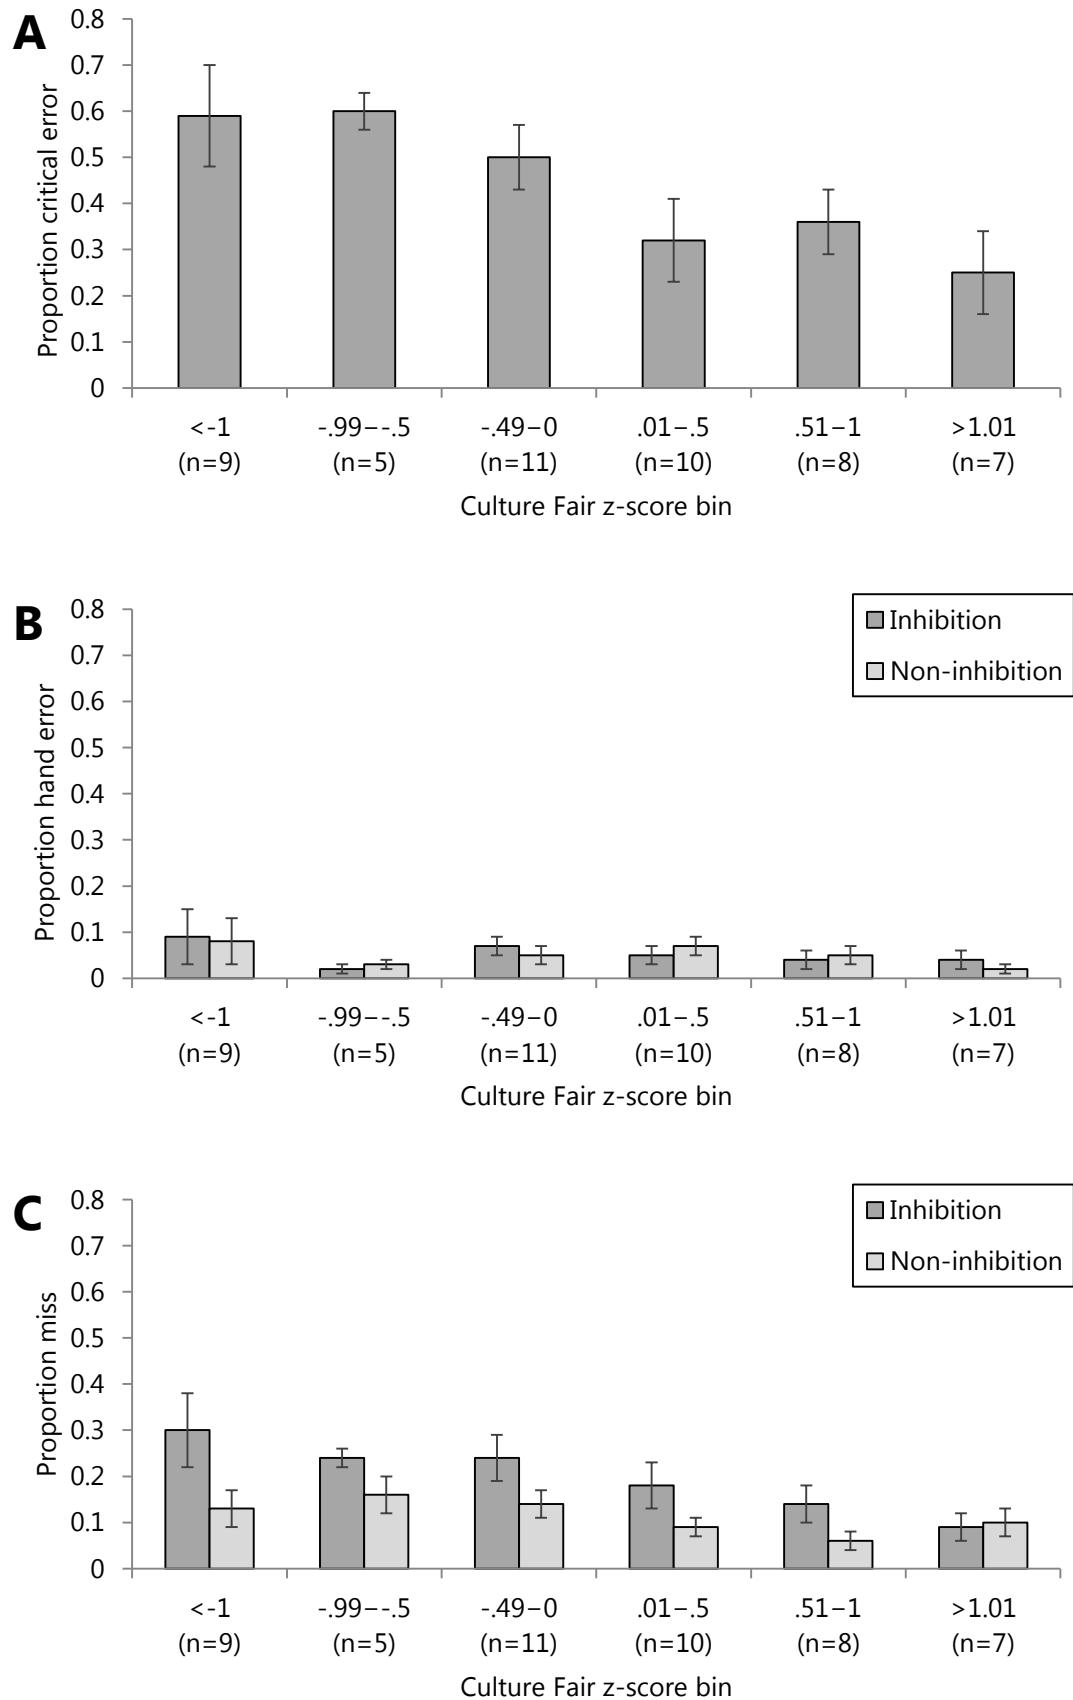 A
Proportion critical error
0.8
0.7
0.6
0.5
0.4
0.3
0.2
0.1
0
<-1 -.99–-.5 -.49–0 .01–.5 .51–1 >1.01
(n=9) (n=5) (n=11) (n=10) (n=8) (n=7)
Culture Fair z-score bin
B
Proportion hand error
0.8
0.7
0.6
0.5
0.4
0.3
0.2
0.1
0
Inhibition
Non-inhibition
<-1 -.99–-.5 -.49–0 .01–.5 .51–1 >1.01
(n=9) (n=5) (n=11) (n=10) (n=8) (n=7)
Culture Fair z-score bin
C
Proportion miss
0.8
0.7
0.6
0.5
0.4
0.3
0.2
0.1
0
Inhibition
Non-inhibition
<-1 -.99–-.5 -.49–0 .01–.5 .51–1 >1.01
(n=9) (n=5) (n=11) (n=10) (n=8) (n=7)
Culture Fair z-score bin